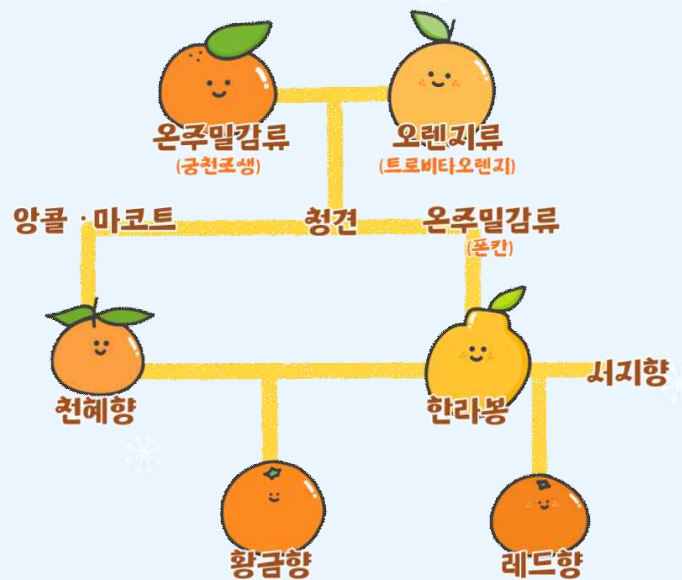 온주밀감류
(궁천조생)
오렌지류
(트로비타오렌지)
앙콜 · 마코트
청견
온주밀감류
(폰칸)
천혜향
한라봉
서지향
황금향
레드향